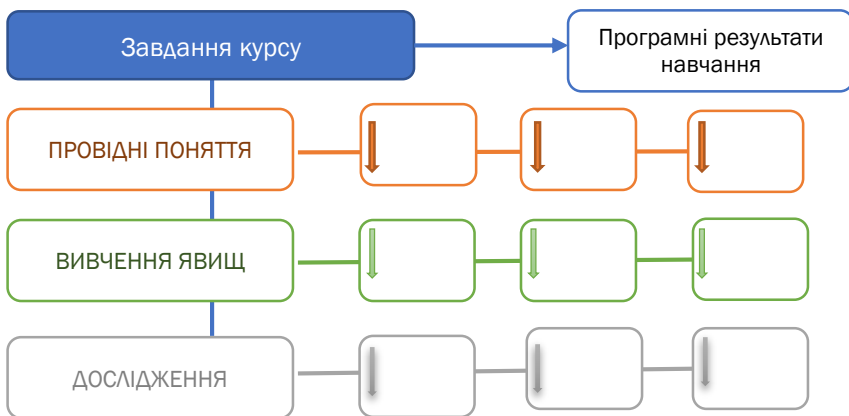 Завдання курсу
Програмні результати
навчання
ПРОВІДНІ ПОНЯТТЯ
ВИВЧЕННЯ ЯВИЩ
ДОСЛІДЖЕННЯ